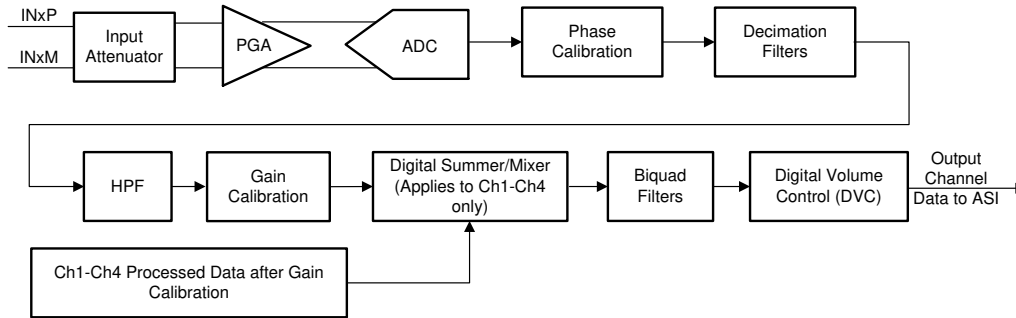 INxP
INxM
Input
Attenuator
PGA
ADC
Phase
Calibration
Decimation
Filters
HPF
Gain
Calibration
Digital Summer/Mixer
(Applies to Ch1-Ch4
only)
Biquad
Filters
Digital Volume
Control (DVC)
Output
Channel
Data to ASI
Ch1-Ch4 Processed Data after Gain
Calibration